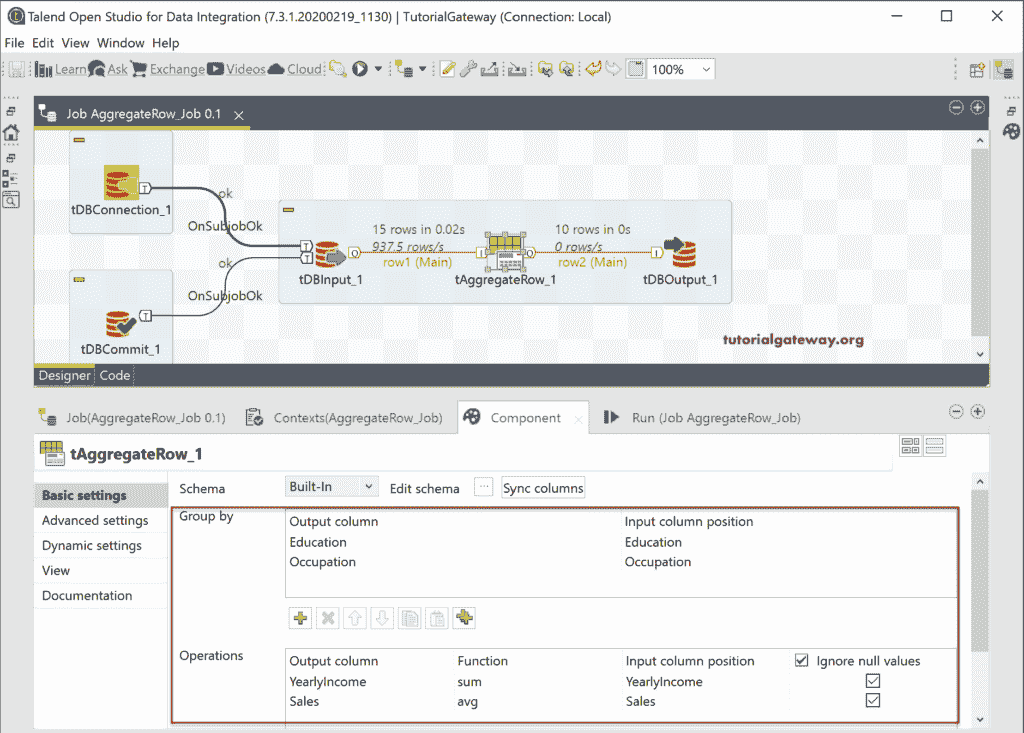 Talend Open Studio for Data Integration (7.3.1.20200219_1130) | TutorialGateway (Connection: Local)
File Edit View Window Help
Learn Ask Exchange Videos Cloud 100%
Job AggregateRow_Job 0.1
ok
tDBConnection_1
OnSubjobOk
15 rows in 0.02s 10 rows in 0s
937.5 rows/s 0 rows/s
row1 (Main) row2 (Main)
ok
tDBInput_1 tAggregateRow_1 tDBOutput_1
OnSubjobOk
tDBCommit_1
tutorialgateway.org
Designer Code
Job(AggregateRow_Job 0.1) Contexts(AggregateRow_Job) Component Run (Job AggregateRow_Job)
tAggregateRow_1
Basic settings
Advanced settings
Dynamic settings
View
Documentation
Schema Built-In Edit schema ... Sync columns
Group by
Output column Input column position
Education Education
Occupation Occupation
Operations
Output column Function Input column position Ignore null values
YearlyIncome sum YearlyIncome
Sales avg Sales